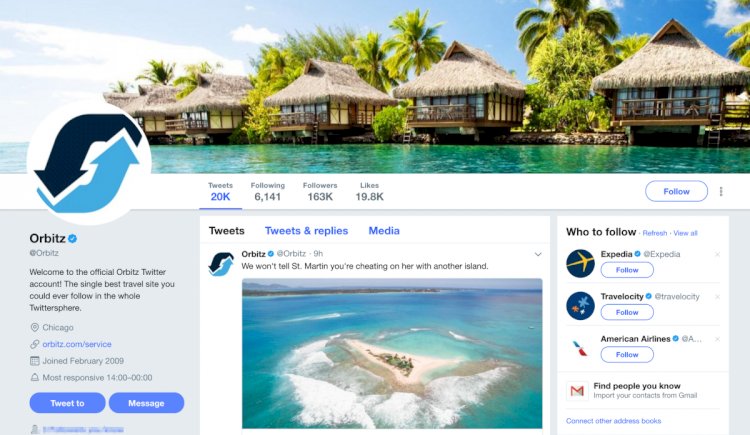 Tweets Following Followers Likes
20K 6,141 163K 19.8K
Follow
Orbitz
@Orbitz
Welcome to the official Orbitz Twitter
account! The single best travel site you
could ever follow in the whole
Twittersphere.
Chicago
orbitz.com/service
Joined February 2009
Most responsive 14:00–00:00
Tweet to Message
Tweets Tweets & replies Media
Orbitz @Orbitz · 9h
We won't tell St. Martin you're cheating on her with another island.
Who to follow · Refresh · View all
Expedia @Expedia ×
Follow
Travelocity @travelocity ×
Follow
American Airlines @A... ×
Follow
Find people you know
Import your contacts from Gmail
Connect other address books